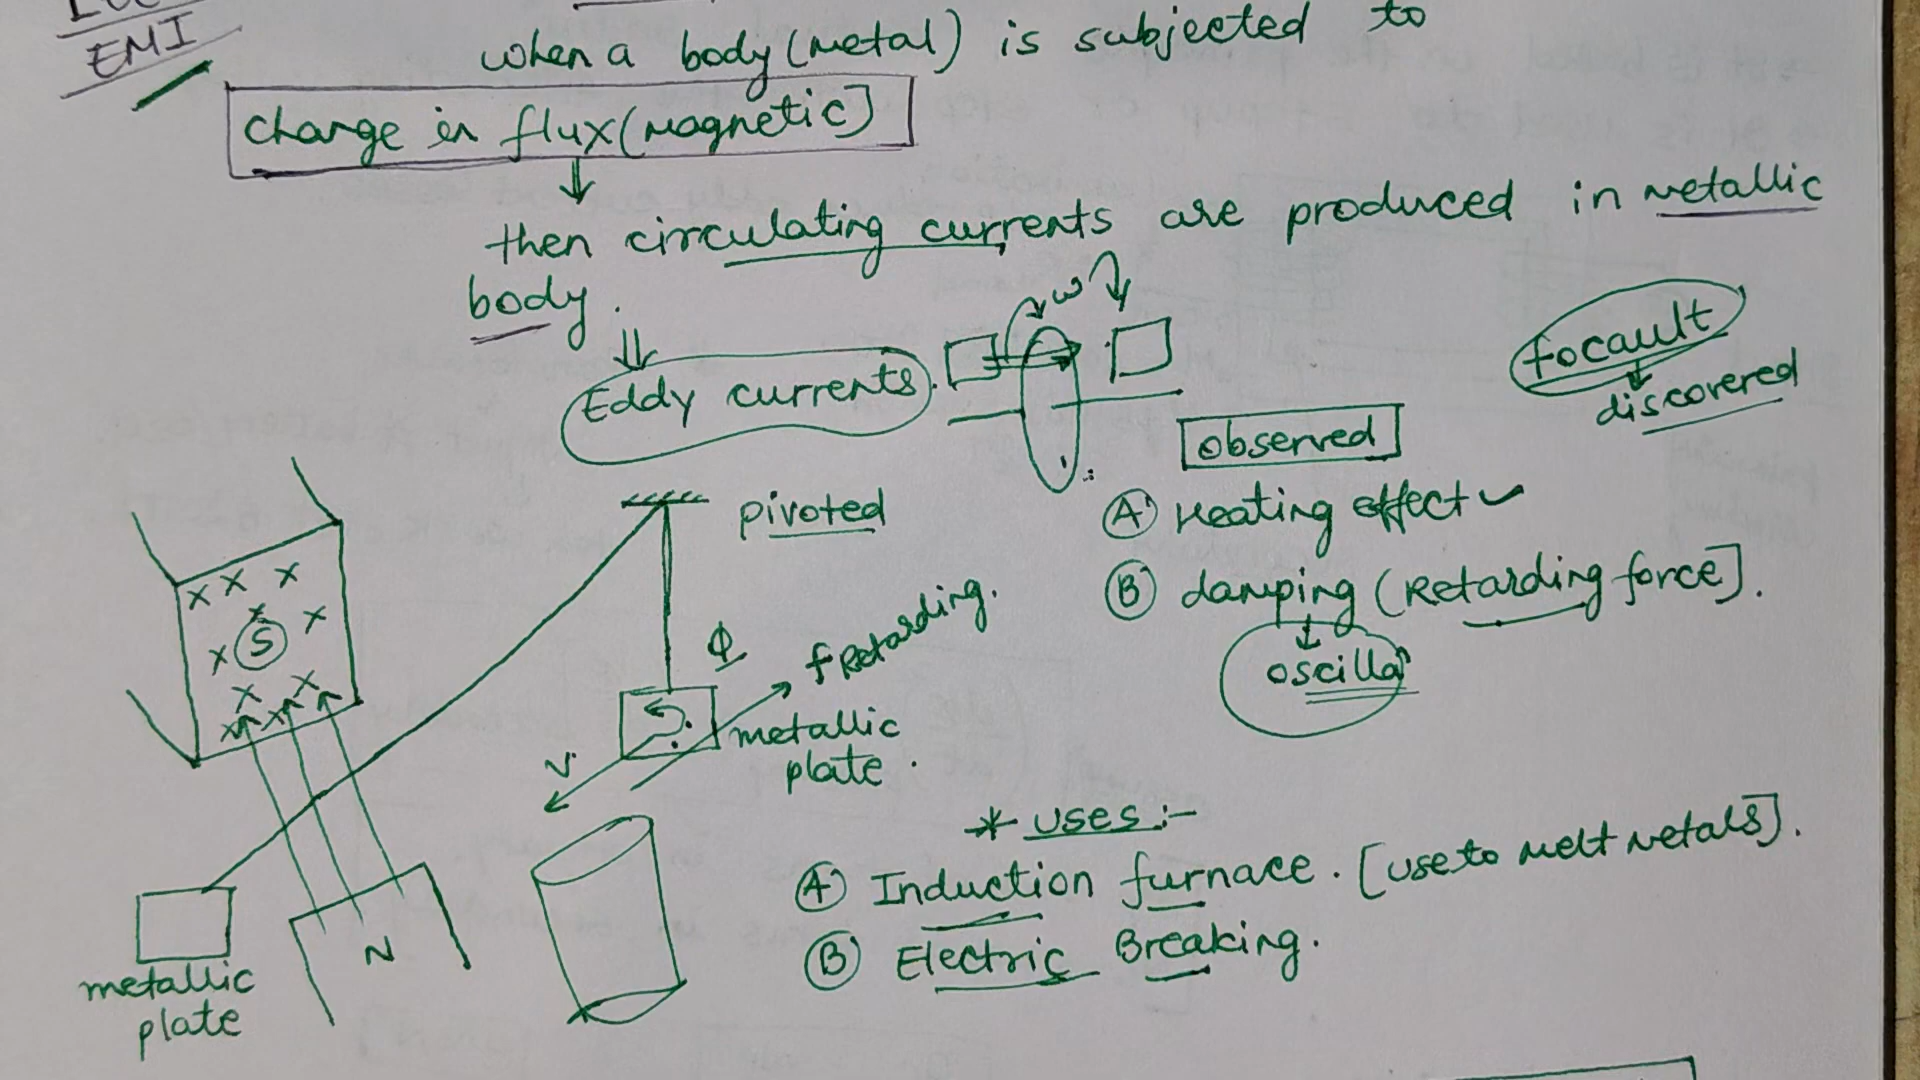 EMI
when a body (metal) is subjected to
change in flux (magnetic]
then circulating currents are produced in metallic
body.
Eddy currents.
ω
focault
discovered
observed
pivoted
A Heating effect ✓
B damping (Retarding force].
oscilla
x x x
x
x S x
x x
x x
ϕ
f Retarding.
v
metallic
plate.
* uses :-
A Induction furnace. [use to melt metals].
B Electric Breaking.
N
metallic
plate